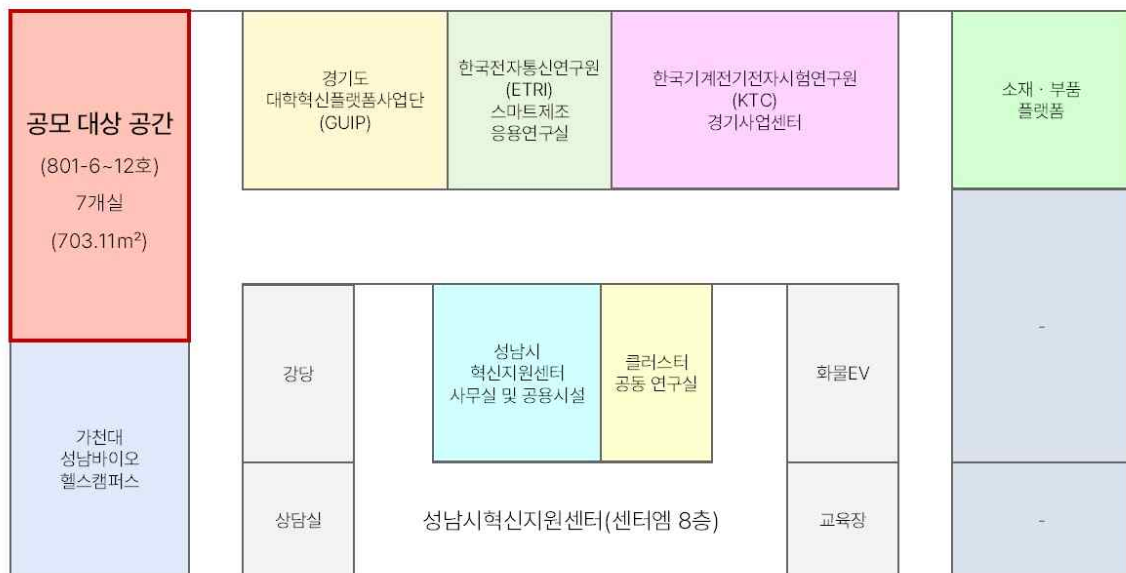 공모 대상 공간
(801-6~12호)
7개실
(703.11m²)
경기도
대학혁신플랫폼사업단
(GUIP)
한국전자통신연구원
(ETRI)
스마트제조
응용연구실
한국기계전기전자시험연구원
(KTC)
경기사업센터
소재 · 부품
플랫폼
강당
성남시
혁신지원센터
사무실 및 공용시설
클러스터
공동 연구실
화물EV
-
가천대
성남바이오
헬스캠퍼스
상담실
성남시혁신지원센터(센터엠 8층)
교육장
-